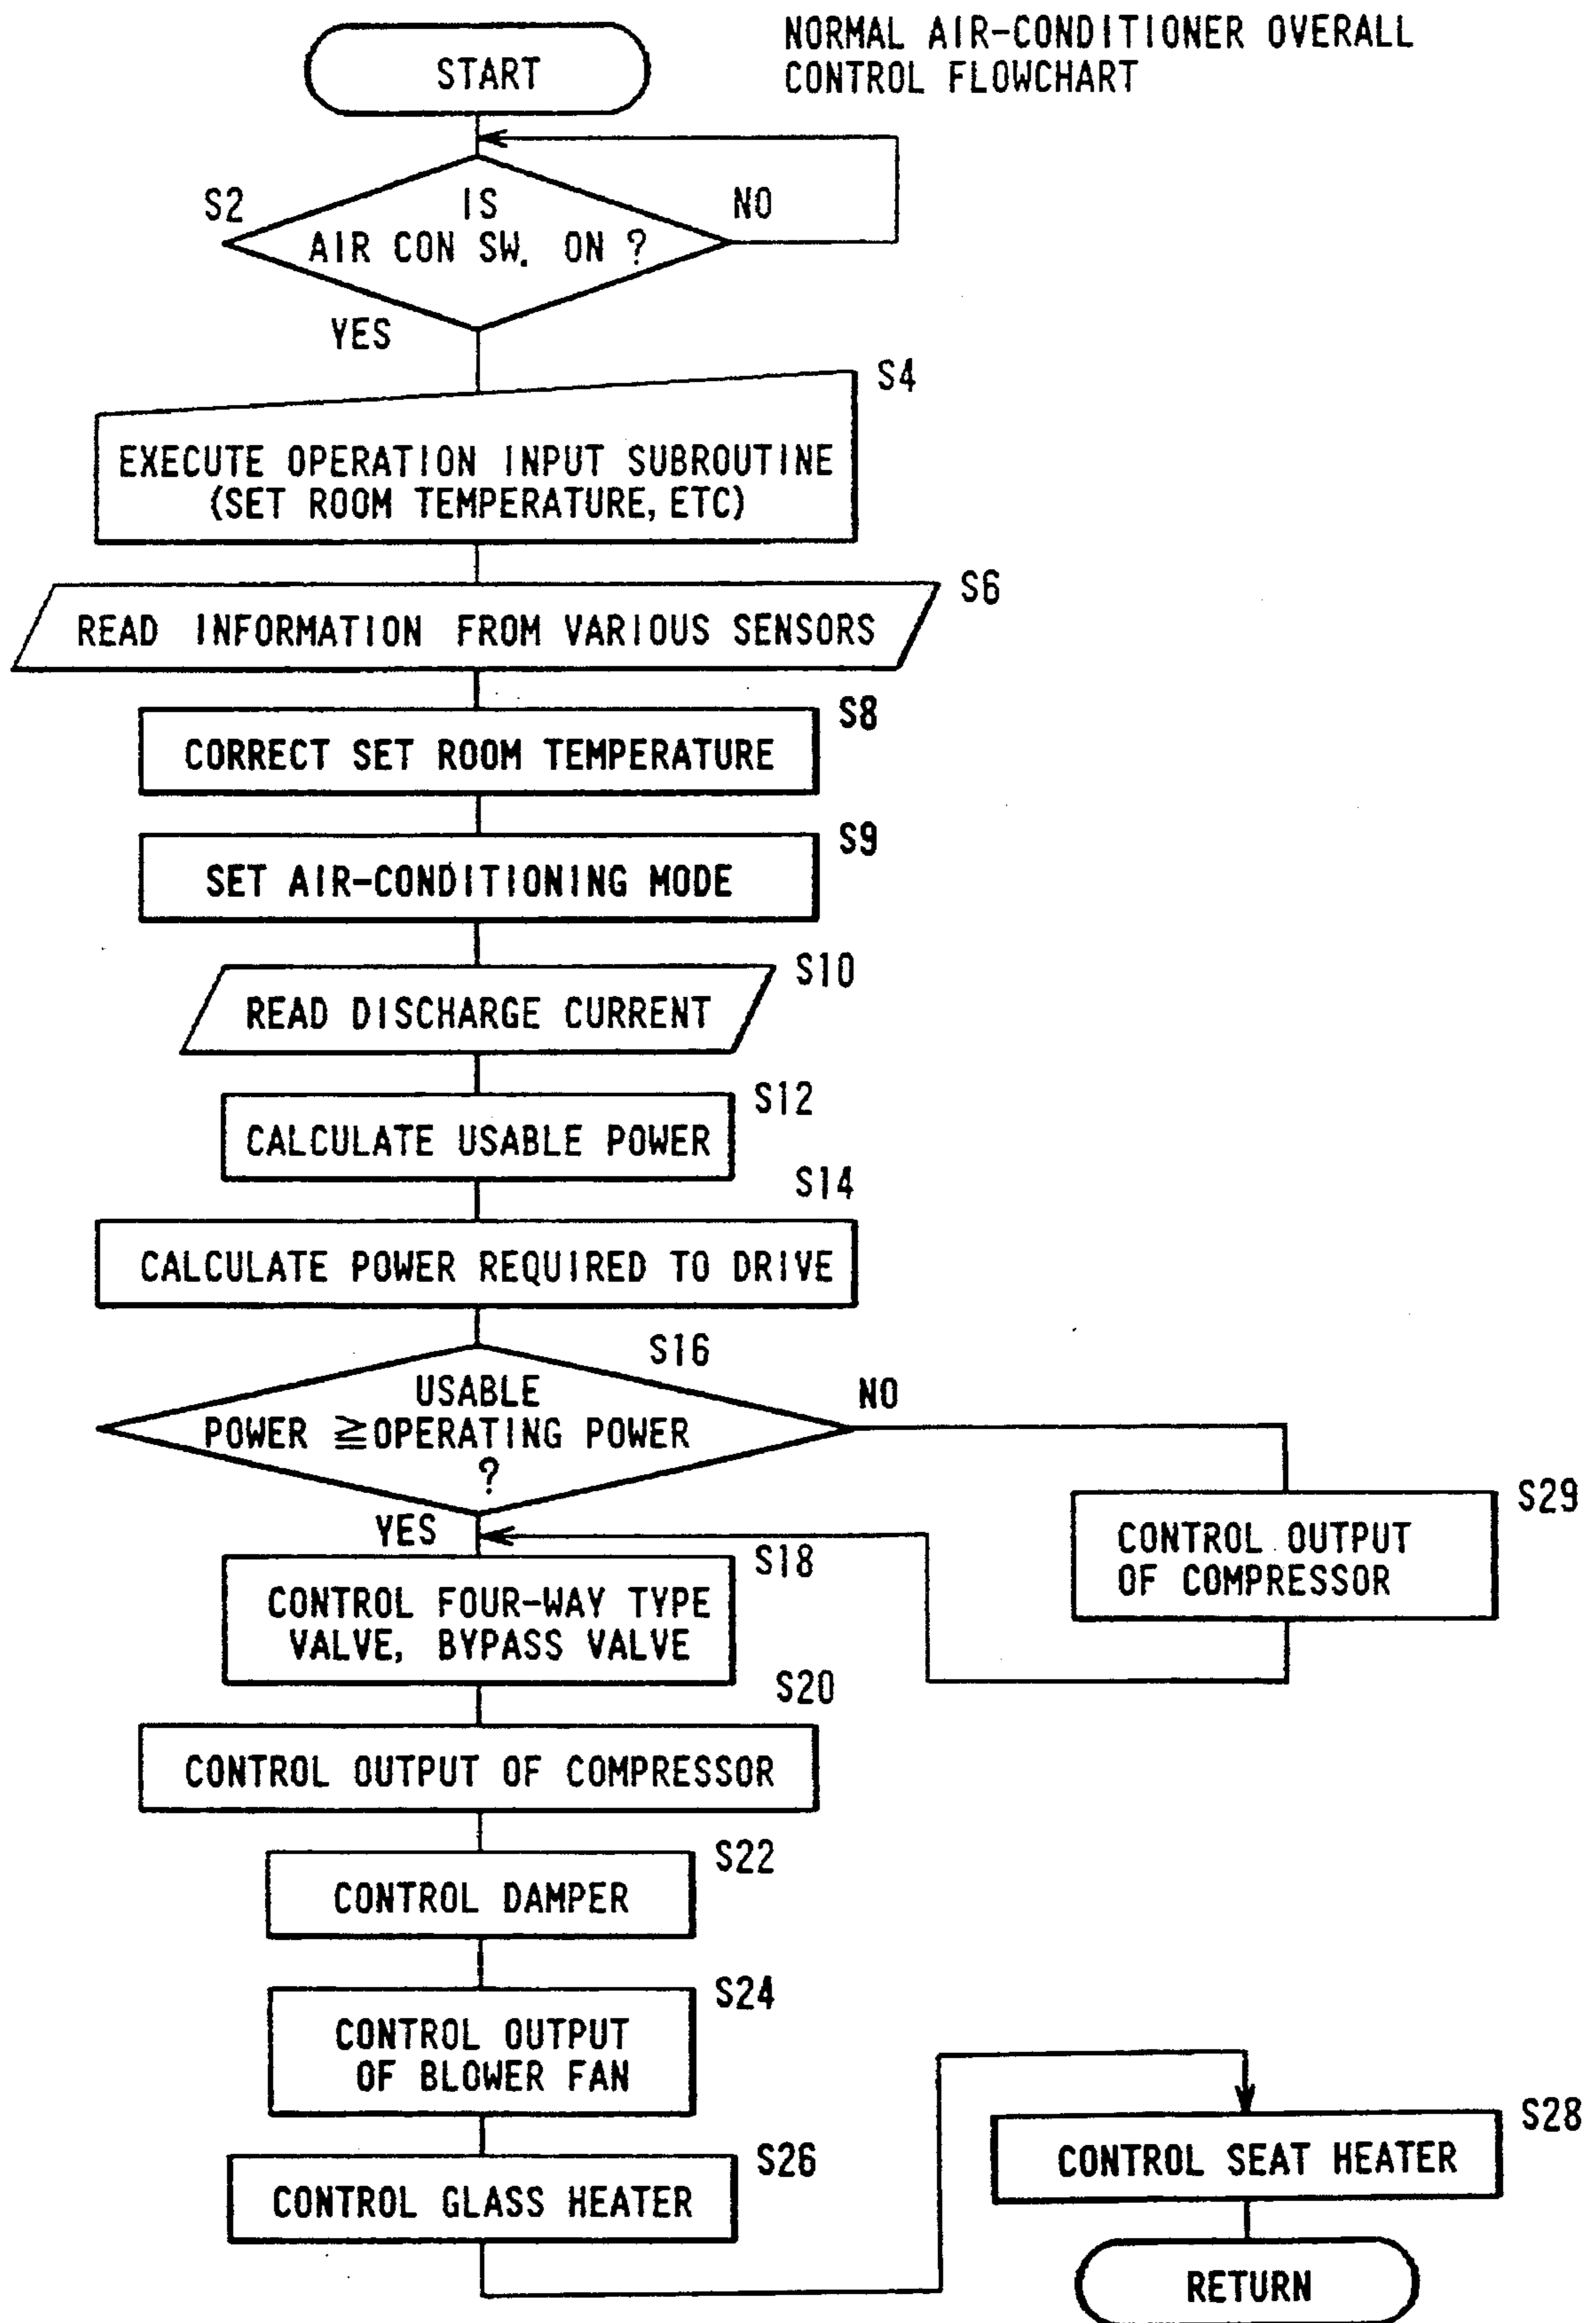 NORMAL AIR-CONDITIONER OVERALL
CONTROL FLOWCHART
START
S2
IS
AIR CON SW. ON ?
NO
YES
S4
EXECUTE OPERATION INPUT SUBROUTINE
(SET ROOM TEMPERATURE, ETC)
S6
READ INFORMATION FROM VARIOUS SENSORS
S8
CORRECT SET ROOM TEMPERATURE
S9
SET AIR-CONDITIONING MODE
S10
READ DISCHARGE CURRENT
S12
CALCULATE USABLE POWER
S14
CALCULATE POWER REQUIRED TO DRIVE
S16
USABLE
POWER ≧OPERATING POWER
?
NO
YES
S29
CONTROL OUTPUT
OF COMPRESSOR
S18
CONTROL FOUR-WAY TYPE
VALVE, BYPASS VALVE
S20
CONTROL OUTPUT OF COMPRESSOR
S22
CONTROL DAMPER
S24
CONTROL OUTPUT
OF BLOWER FAN
S26
CONTROL GLASS HEATER
S28
CONTROL SEAT HEATER
RETURN